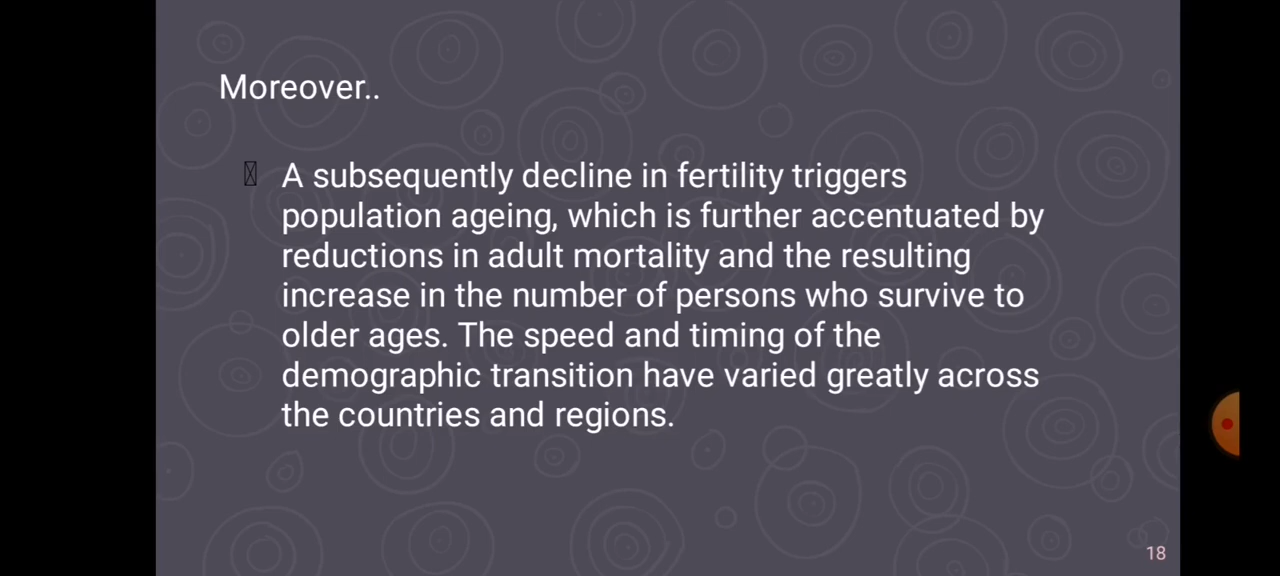 Moreover..
A subsequently decline in fertility triggers
population ageing, which is further accentuated by
reductions in adult mortality and the resulting
increase in the number of persons who survive to
older ages. The speed and timing of the
demographic transition have varied greatly across
the countries and regions.
18